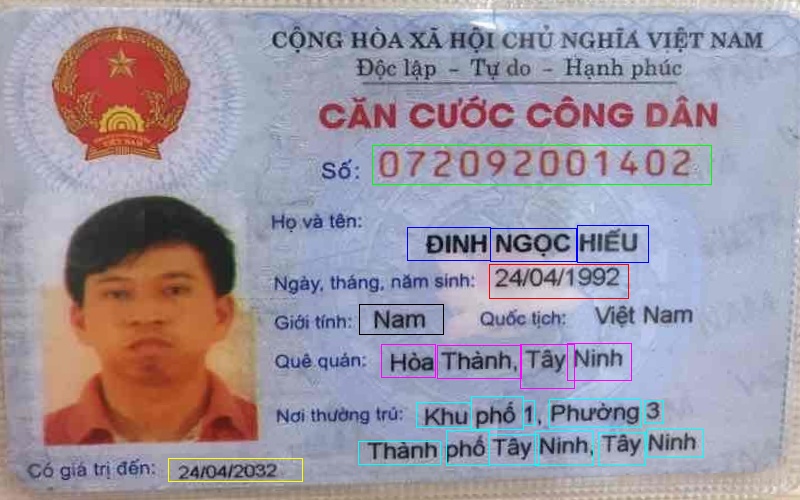 CỘNG HÒA XÃ HỘI CHỦ NGHĨA VIỆT NAM
Độc lập - Tự do - Hạnh phúc
CĂN CƯỚC CÔNG DÂN
Số: 072092001402
Họ và tên:
ĐINH NGỌC HIẾU
Ngày, tháng, năm sinh: 24/04/1992
Giới tính: Nam Quốc tịch: Việt Nam
Quê quán: Hòa Thành, Tây Ninh
Nơi thường trú: Khu phố 1, Phường 3
Thành phố Tây Ninh, Tây Ninh
Có giá trị đến: 24/04/2032